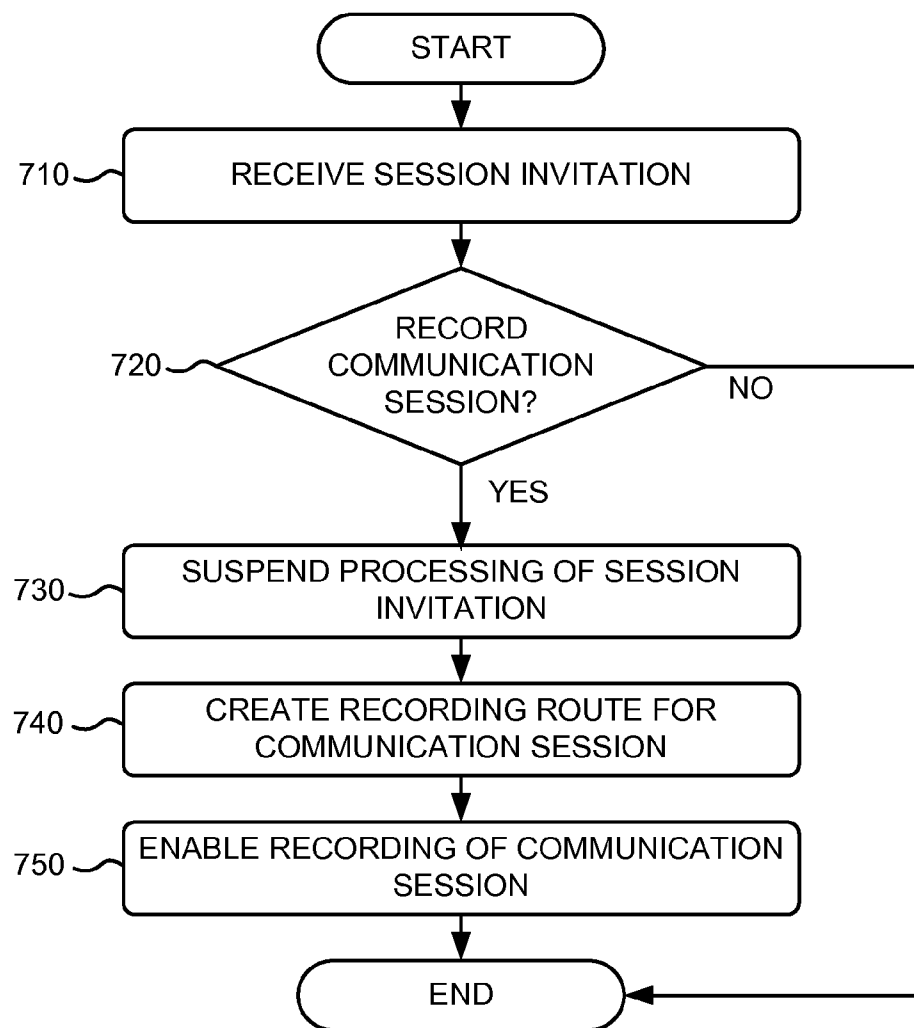 START
710
RECEIVE SESSION INVITATION
RECORD
COMMUNICATION
SESSION?
720
NO
YES
730
SUSPEND PROCESSING OF SESSION
INVITATION
740
CREATE RECORDING ROUTE FOR
COMMUNICATION SESSION
750
ENABLE RECORDING OF COMMUNICATION
SESSION
END